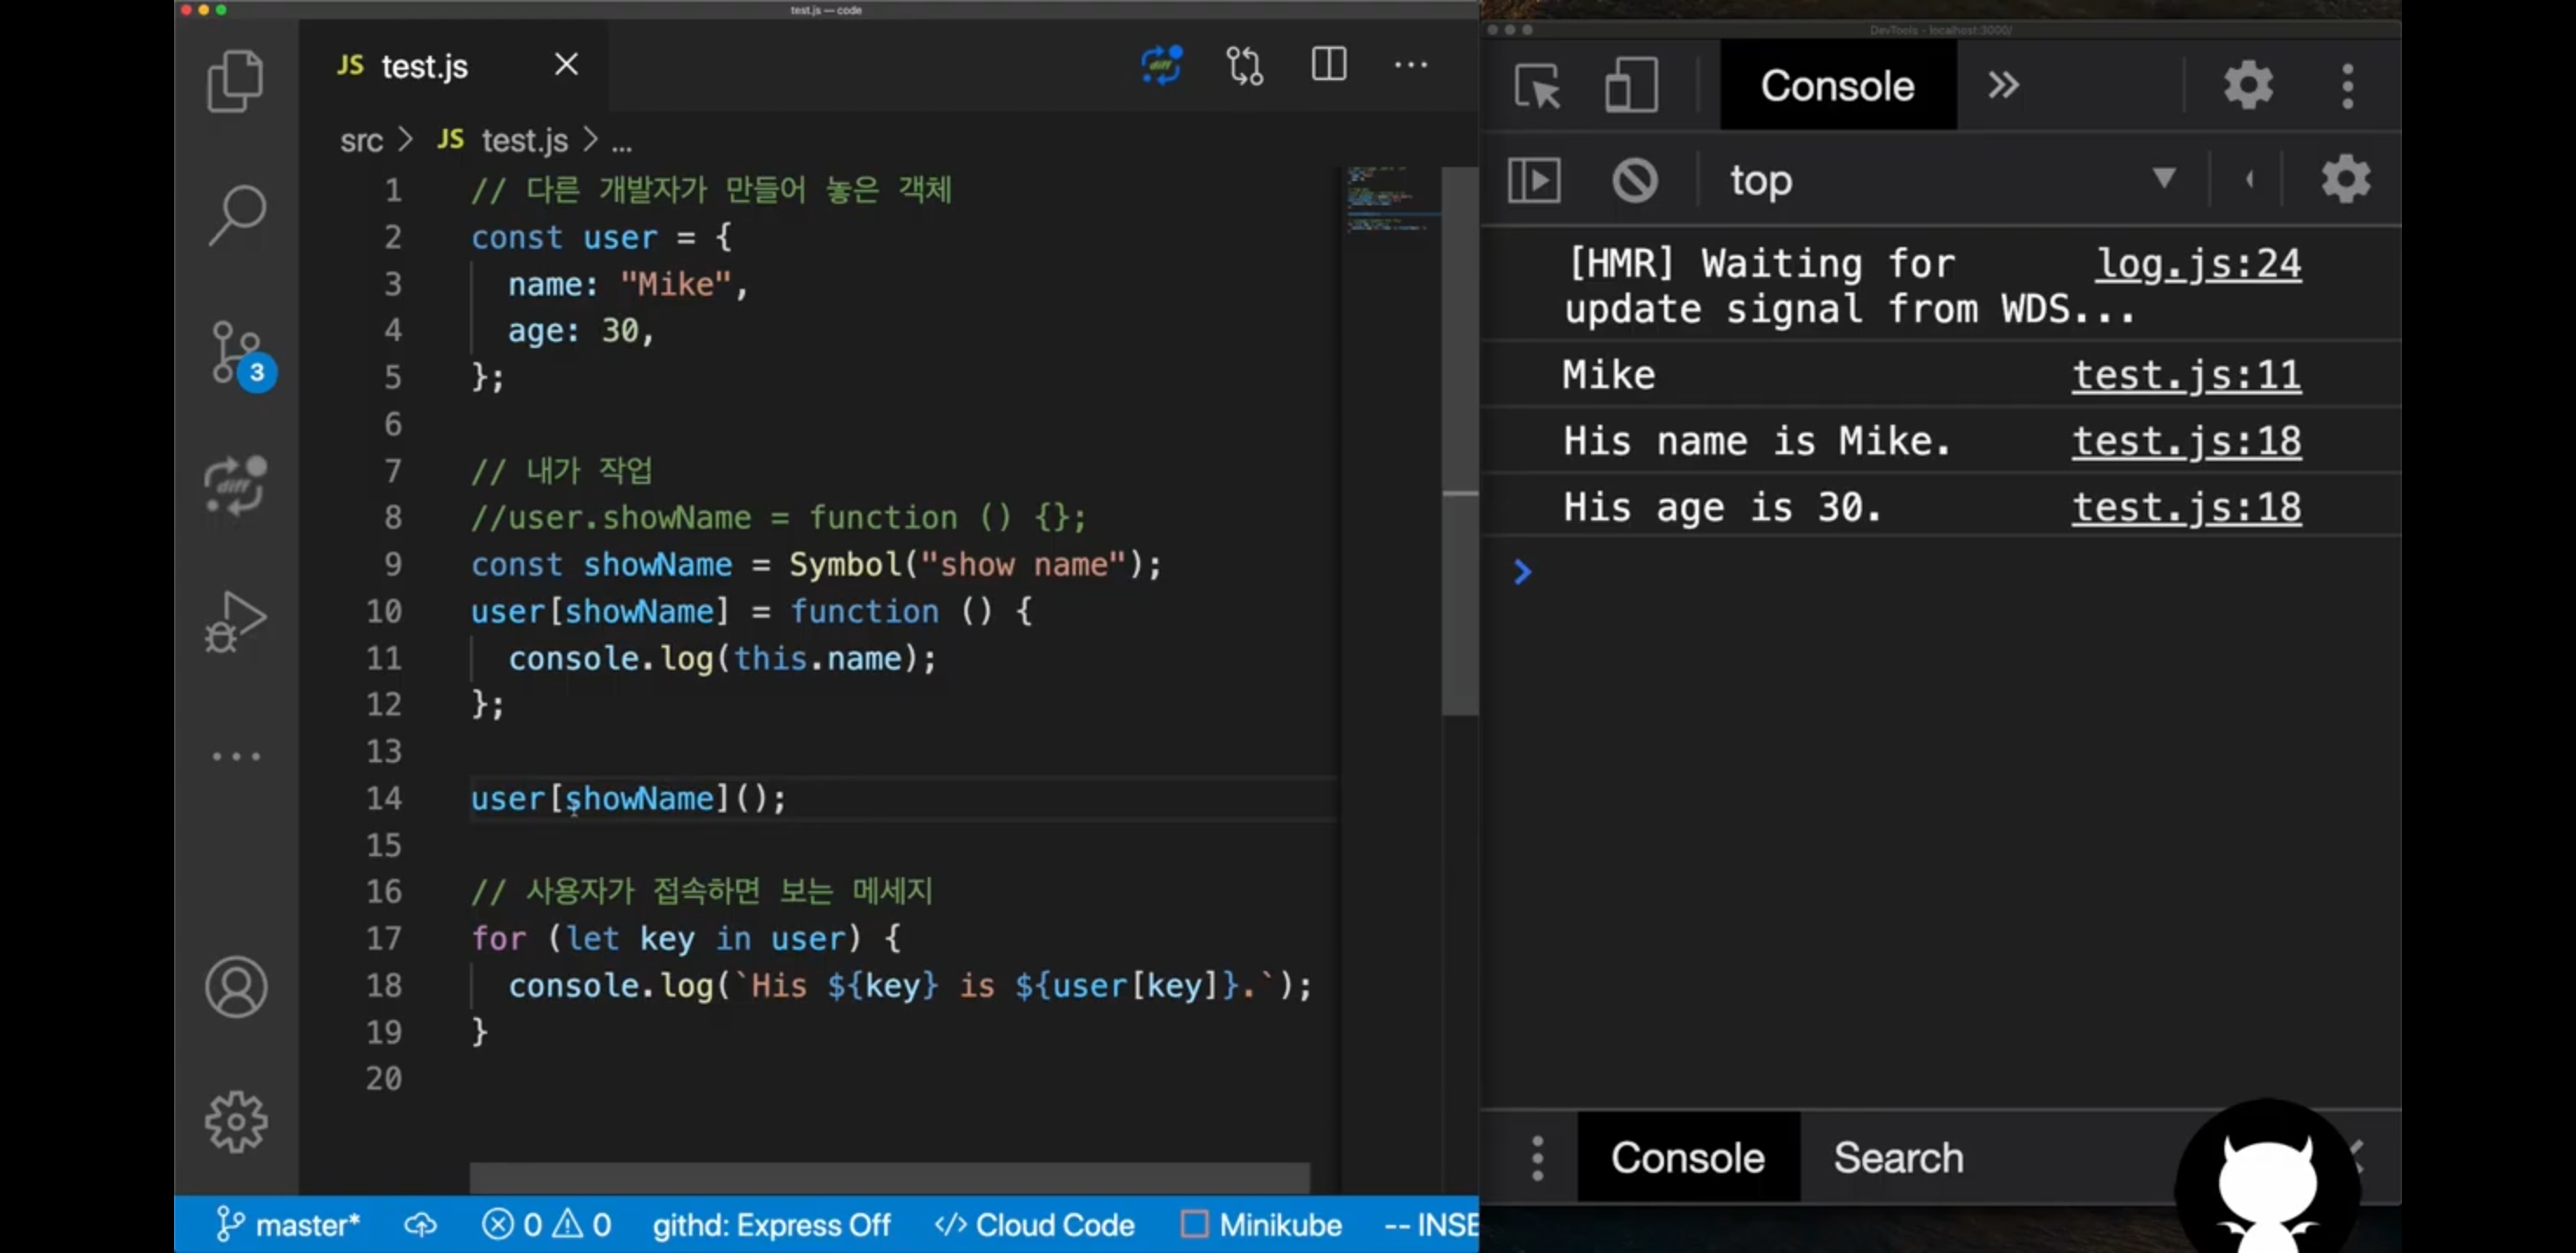 test.js — code
JS test.js
src > JS test.js > ...
1 // 다른 개발자가 만들어 놓은 객체
2 const user = {
3 name: "Mike",
4 age: 30,
5 };
6
7 // 내가 작업
8 //user.showName = function () {};
9 const showName = Symbol("show name");
10 user[showName] = function () {
11 console.log(this.name);
12 };
13
14 user[showName]();
15
16 // 사용자가 접속하면 보는 메세지
17 for (let key in user) {
18 console.log(`His ${key} is ${user[key]}.`);
19 }
20
3
diff
diff
master* 0 0 githd: Express Off </> Cloud Code Minikube -- INSE
DevTools - localhost:3000/
Console
top
[HMR] Waiting for log.js:24
update signal from WDS...
Mike test.js:11
His name is Mike. test.js:18
His age is 30. test.js:18
Console Search